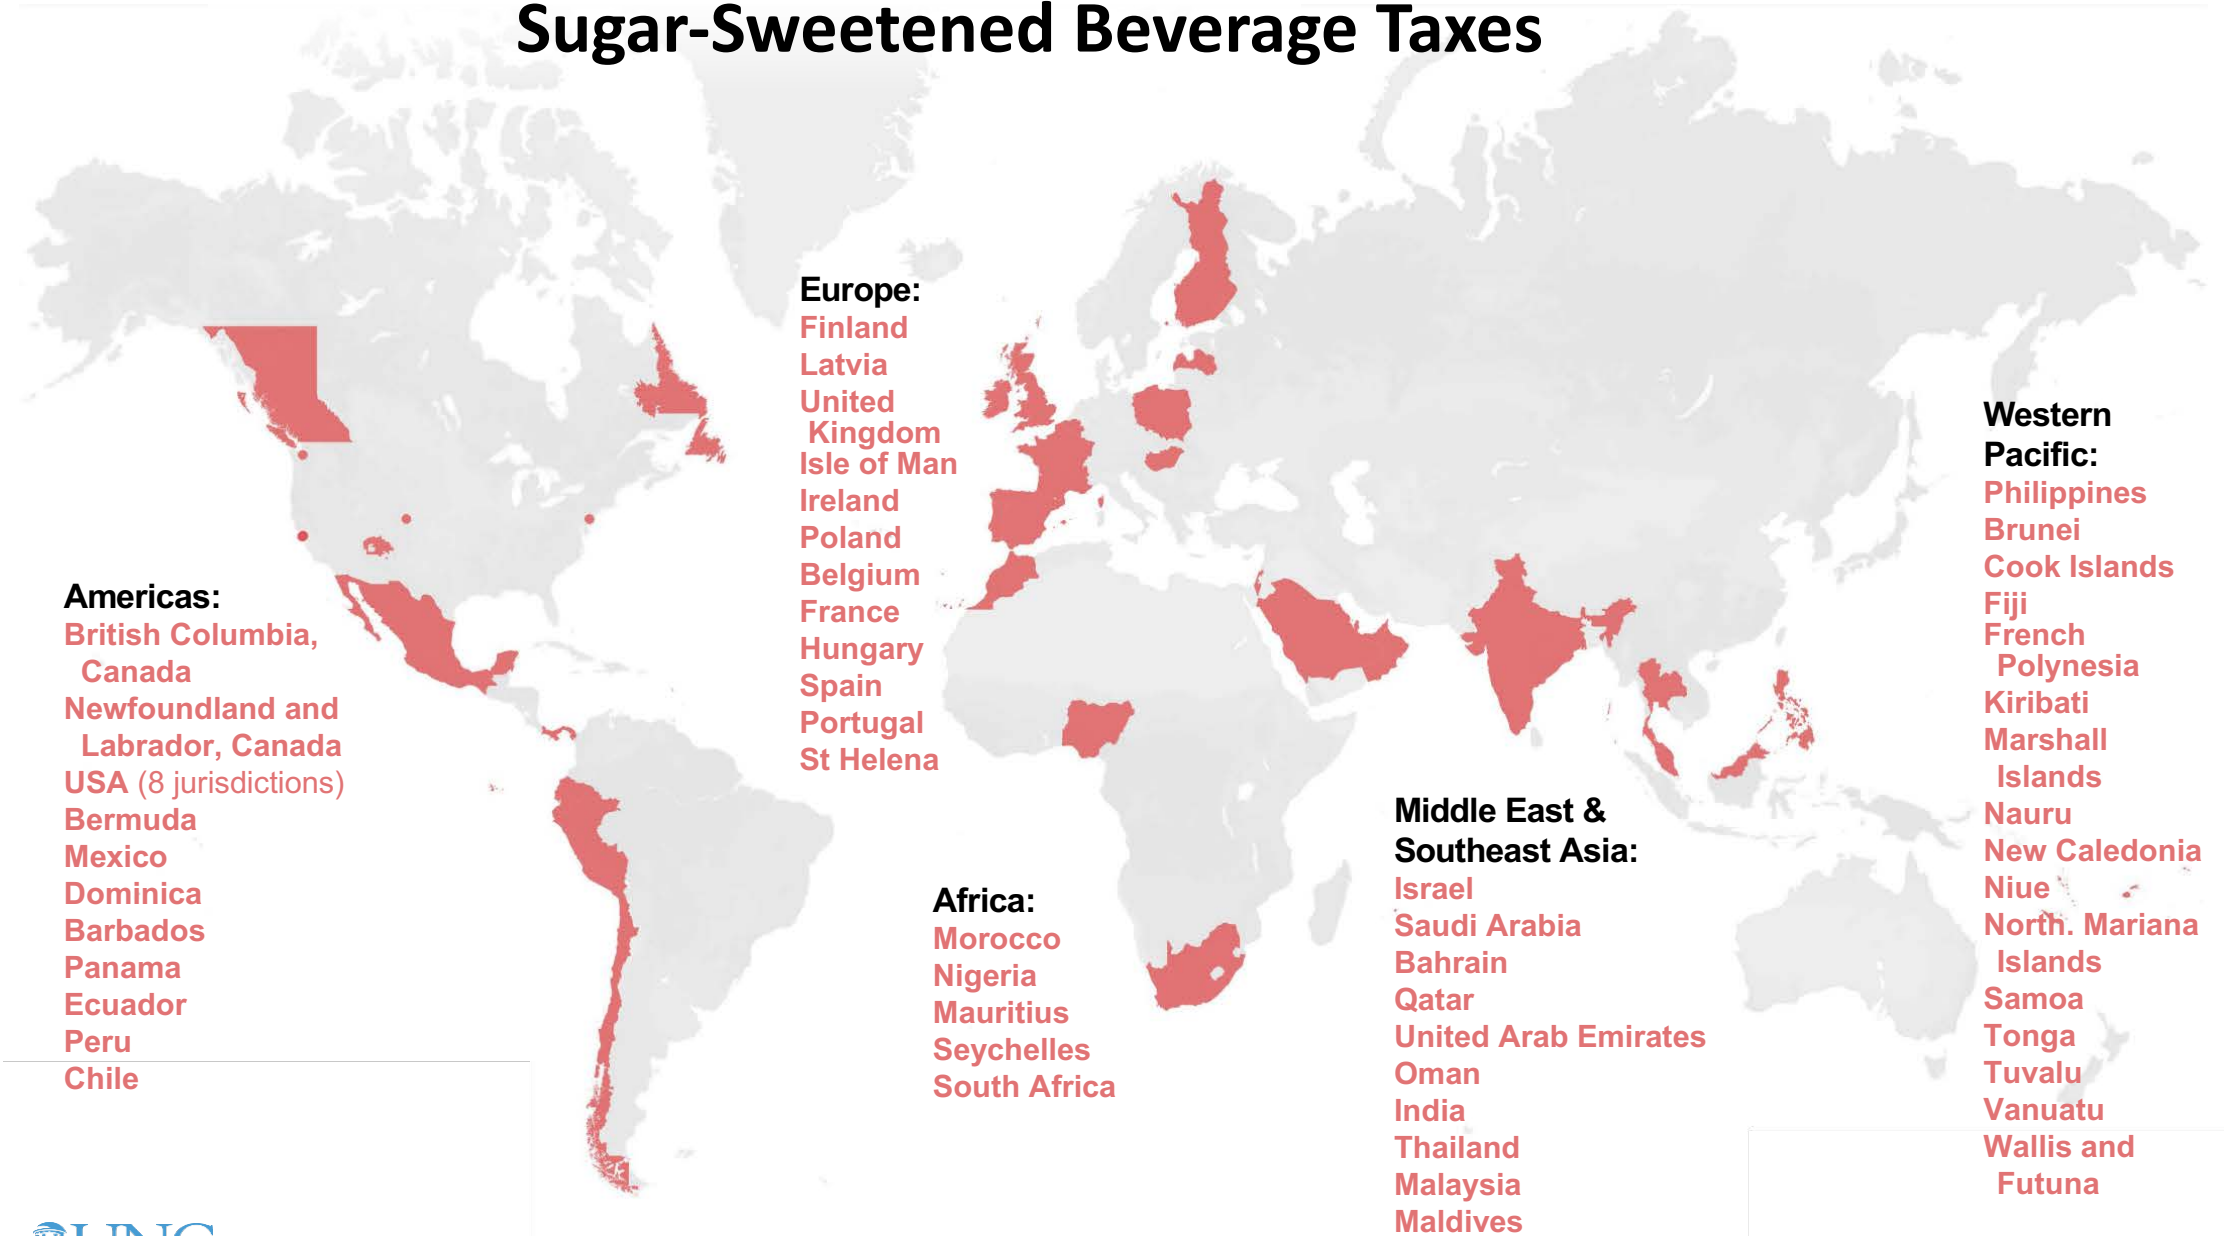 Sugar-Sweetened Beverage Taxes
Americas:
British Columbia,
Canada
Newfoundland and
Labrador, Canada
USA (8 jurisdictions)
Bermuda
Mexico
Dominica
Barbados
Panama
Ecuador
Peru
Chile
Europe:
Finland
Latvia
United
Kingdom
Isle of Man
Ireland
Poland
Belgium
France
Hungary
Spain
Portugal
St Helena
Africa:
Morocco
Nigeria
Mauritius
Seychelles
South Africa
Middle East &
Southeast Asia:
Israel
Saudi Arabia
Bahrain
Qatar
United Arab Emirates
Oman
India
Thailand
Malaysia
Maldives
Western
Pacific:
Philippines
Brunei
Cook Islands
Fiji
French
Polynesia
Kiribati
Marshall
Islands
Nauru
New Caledonia
Niue
North. Mariana
Islands
Samoa
Tonga
Tuvalu
Vanuatu
Wallis and
Futuna
UNC